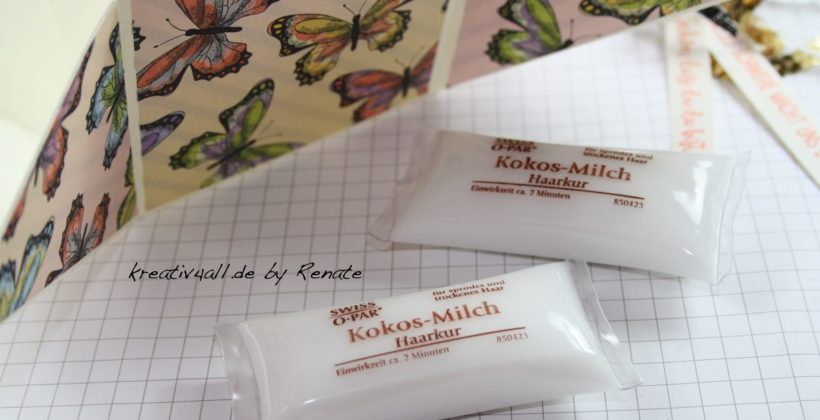 SWISS
O·PAR®
für sprödes und
trockenes Haar
Kokos-Milch
Haarkur
Einwirkzeit ca. 2 Minuten
850423
kreativ4all.de by Renate
SWISS
O·PAR®
für sprödes und
trockenes Haar
Kokos-Milch
Haarkur
Einwirkzeit ca. 2 Minuten
850423